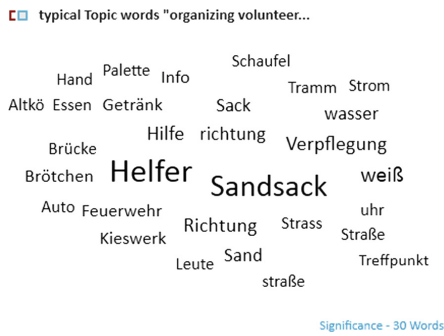 typical Topic words "organizing volunteer...
Schaufel
Hand Palette Info
Tramm Strom
Altkö Essen Getränk Sack
wasser
Hilfe richtung
Verpflegung
Brücke
Helfer
Brötchen
weiß
Sandsack
Auto Feuerwehr
uhr
Richtung Strass
Kieswerk
Straße
Leute Sand
Treffpunkt
straße
Significance - 30 Words